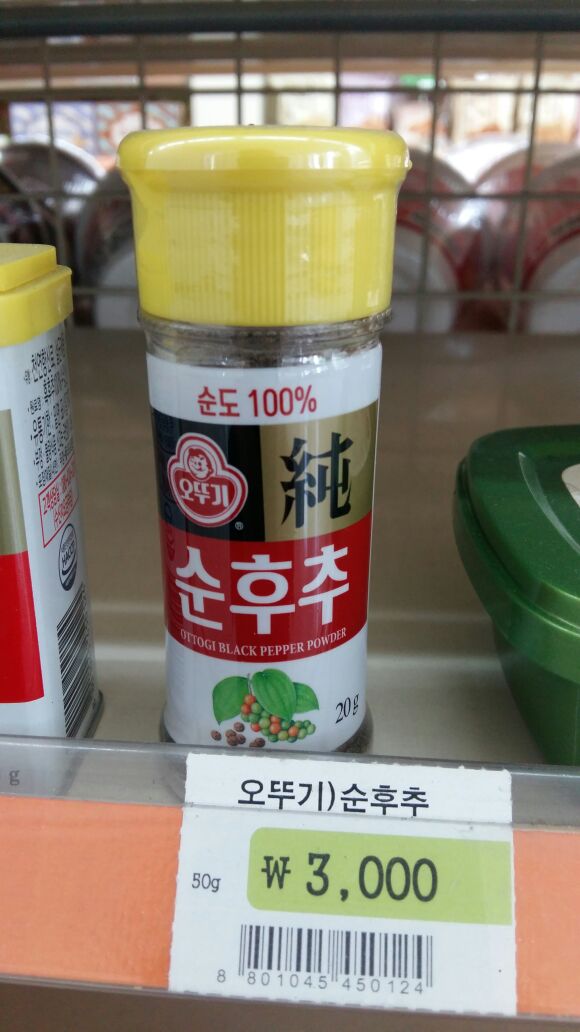 순도 100%
오뚜기
®
純
순후추
OTTOGI BLACK PEPPER POWDER
20g
g
오뚜기)순후추
50g
₩ 3,000
8 801045 450124